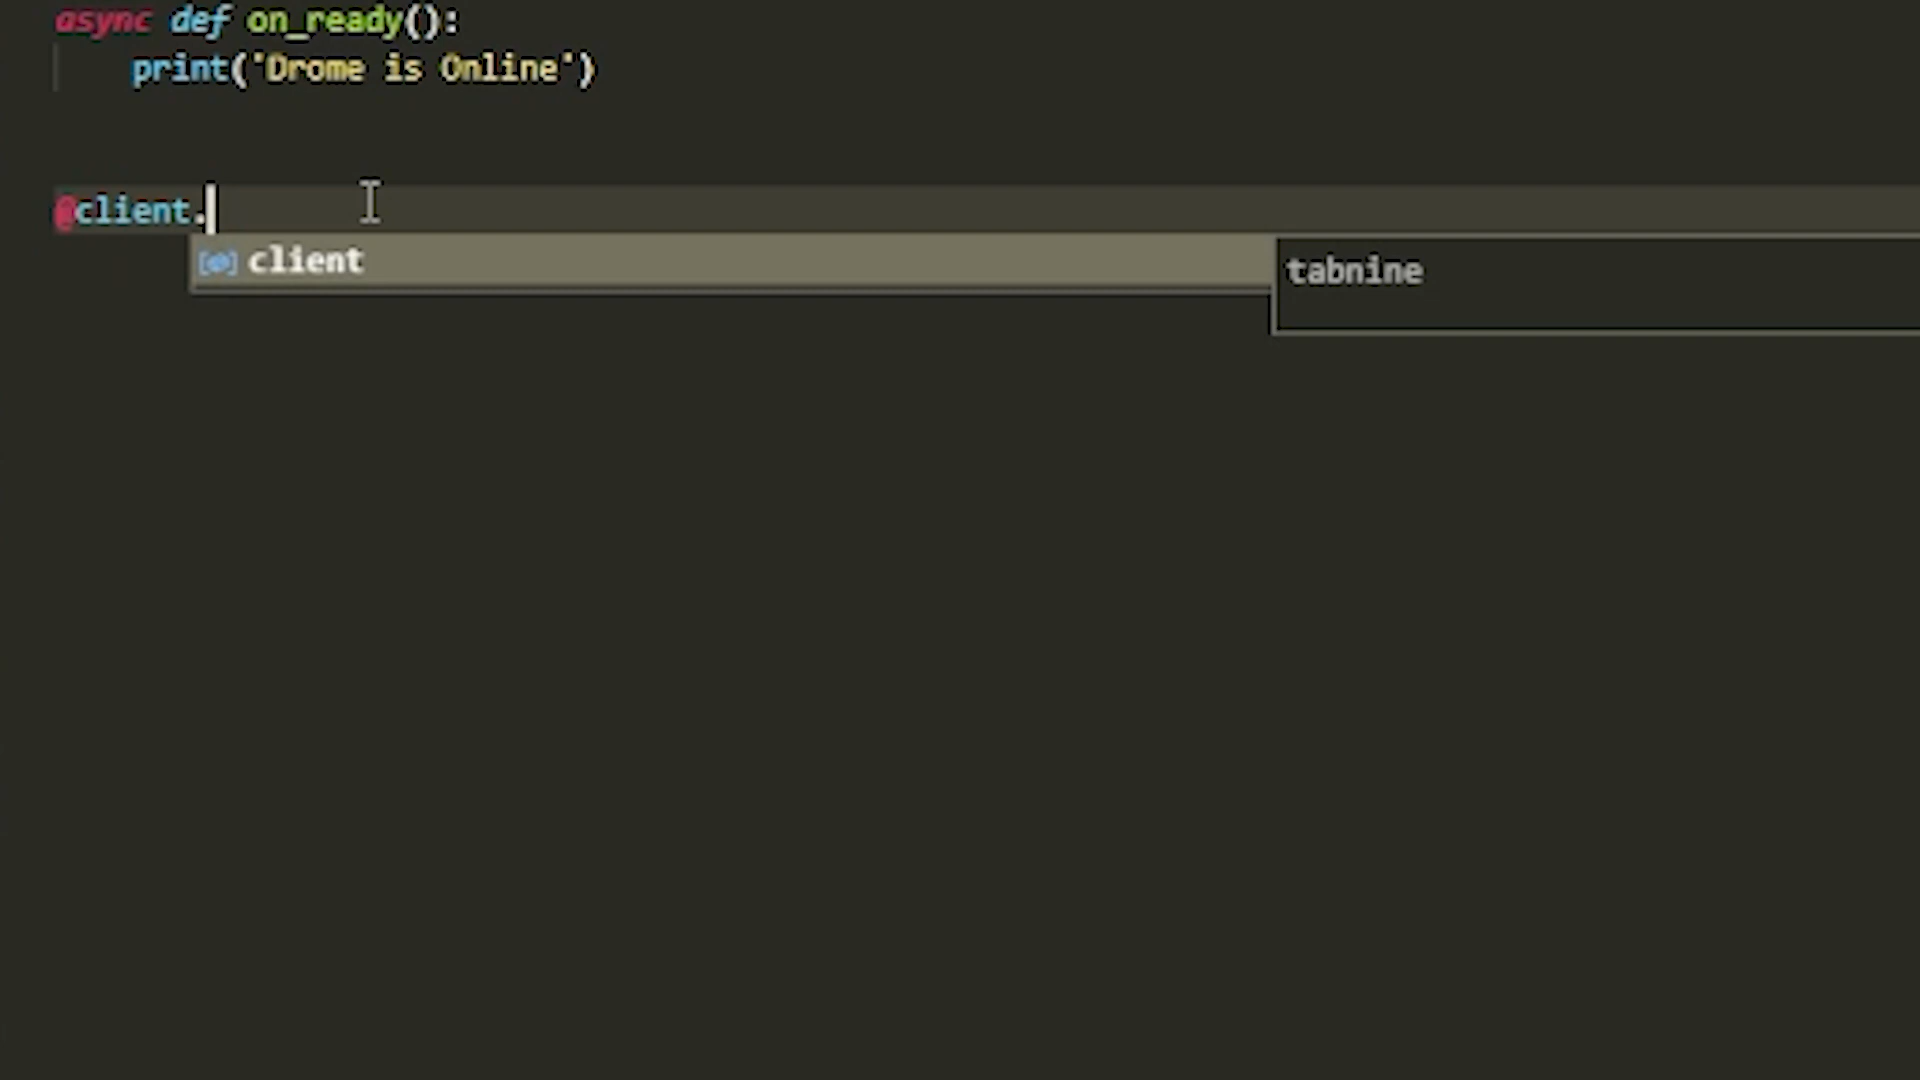 async def on_ready():
print('Drome is Online')
@client.
client
tabnine